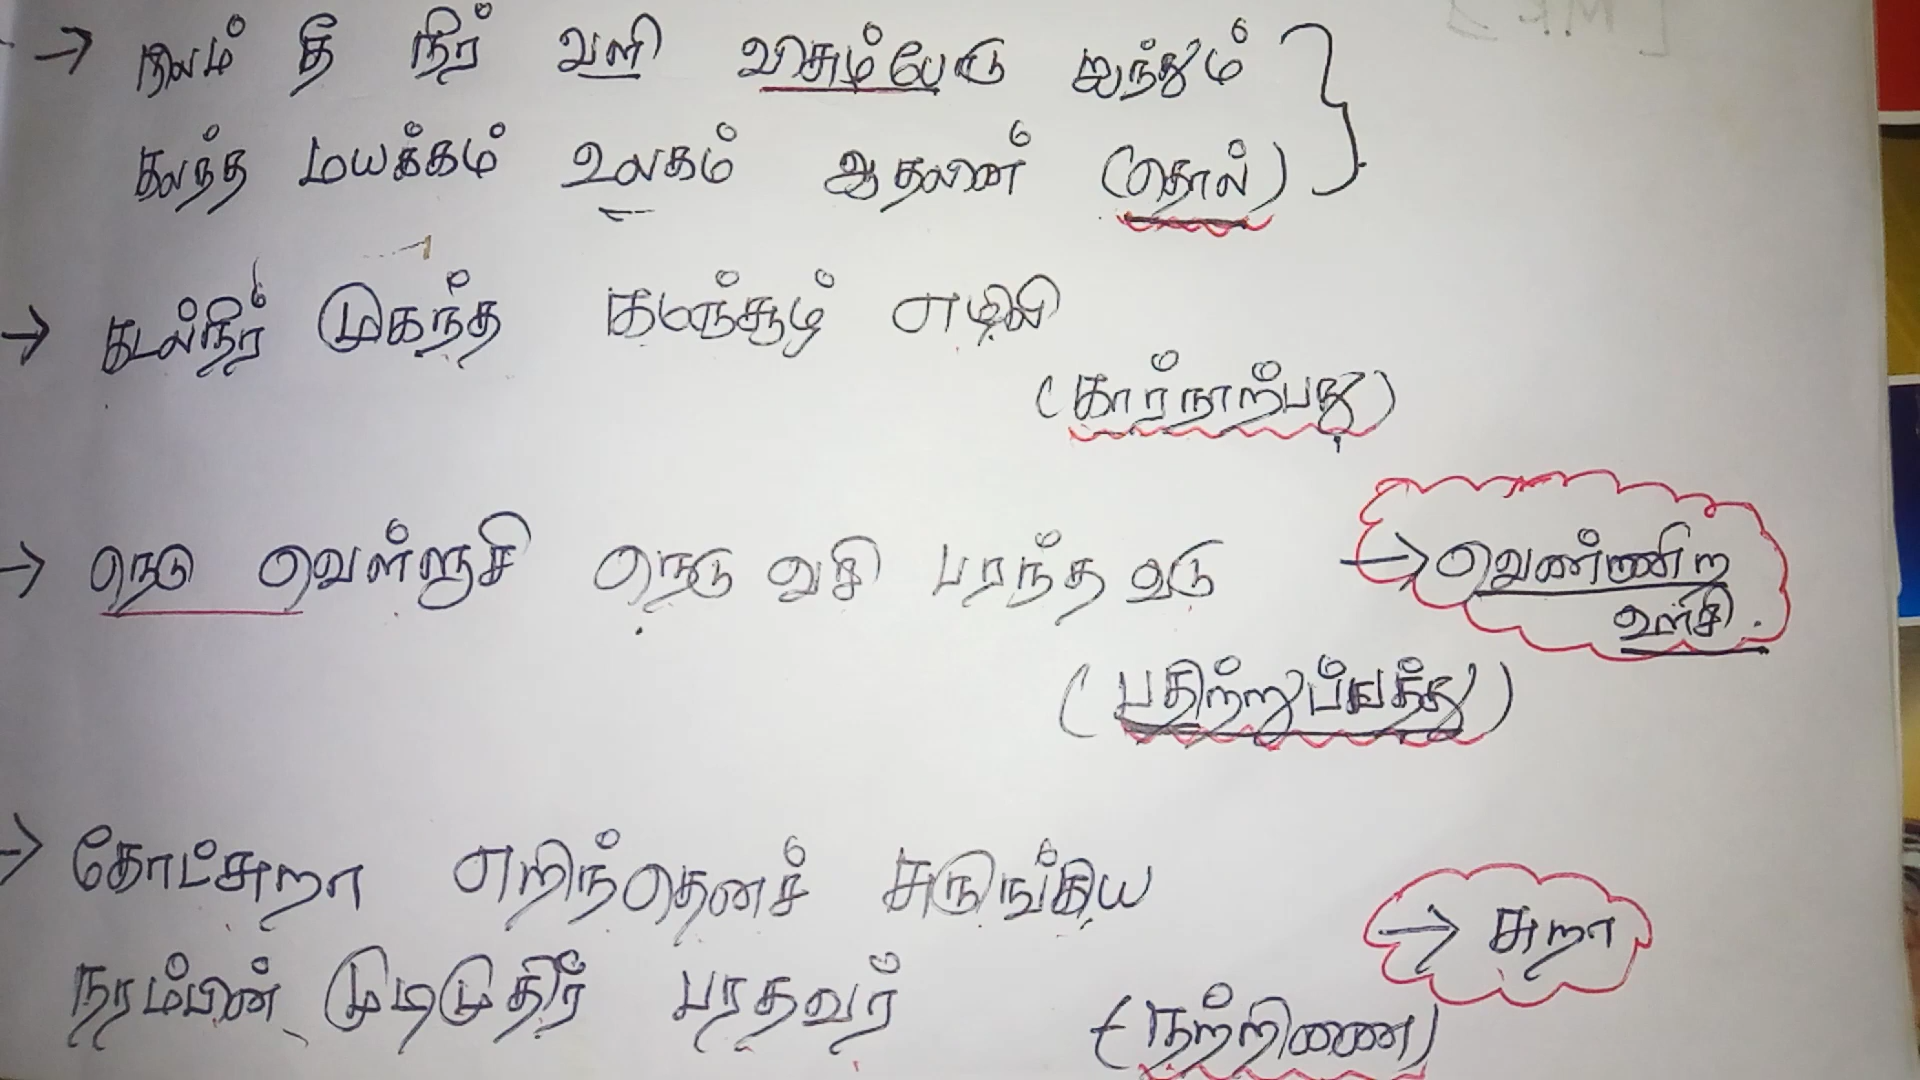 → நிலம் தீ நீர் வளி விசும்போடு ஐந்தும்
கலந்த மயக்கம் உலகம் ஆதலின் (தொல்)
→ கடல்நீர் முகந்த கமஞ்சூழ் எழிலி
(கார்நாற்பது)
→ நெடு வெள்ளூசி நெடு வசி பரந்த வடு → வெண்ணிற
ஊசி.
(பதிற்றுப்பத்து)
→ கோட்சுறா எறிந்தெனச் சுருங்கிய
→ சுறா
நரம்பின் முடிமுதிர் பரதவர்
(நற்றிணை)